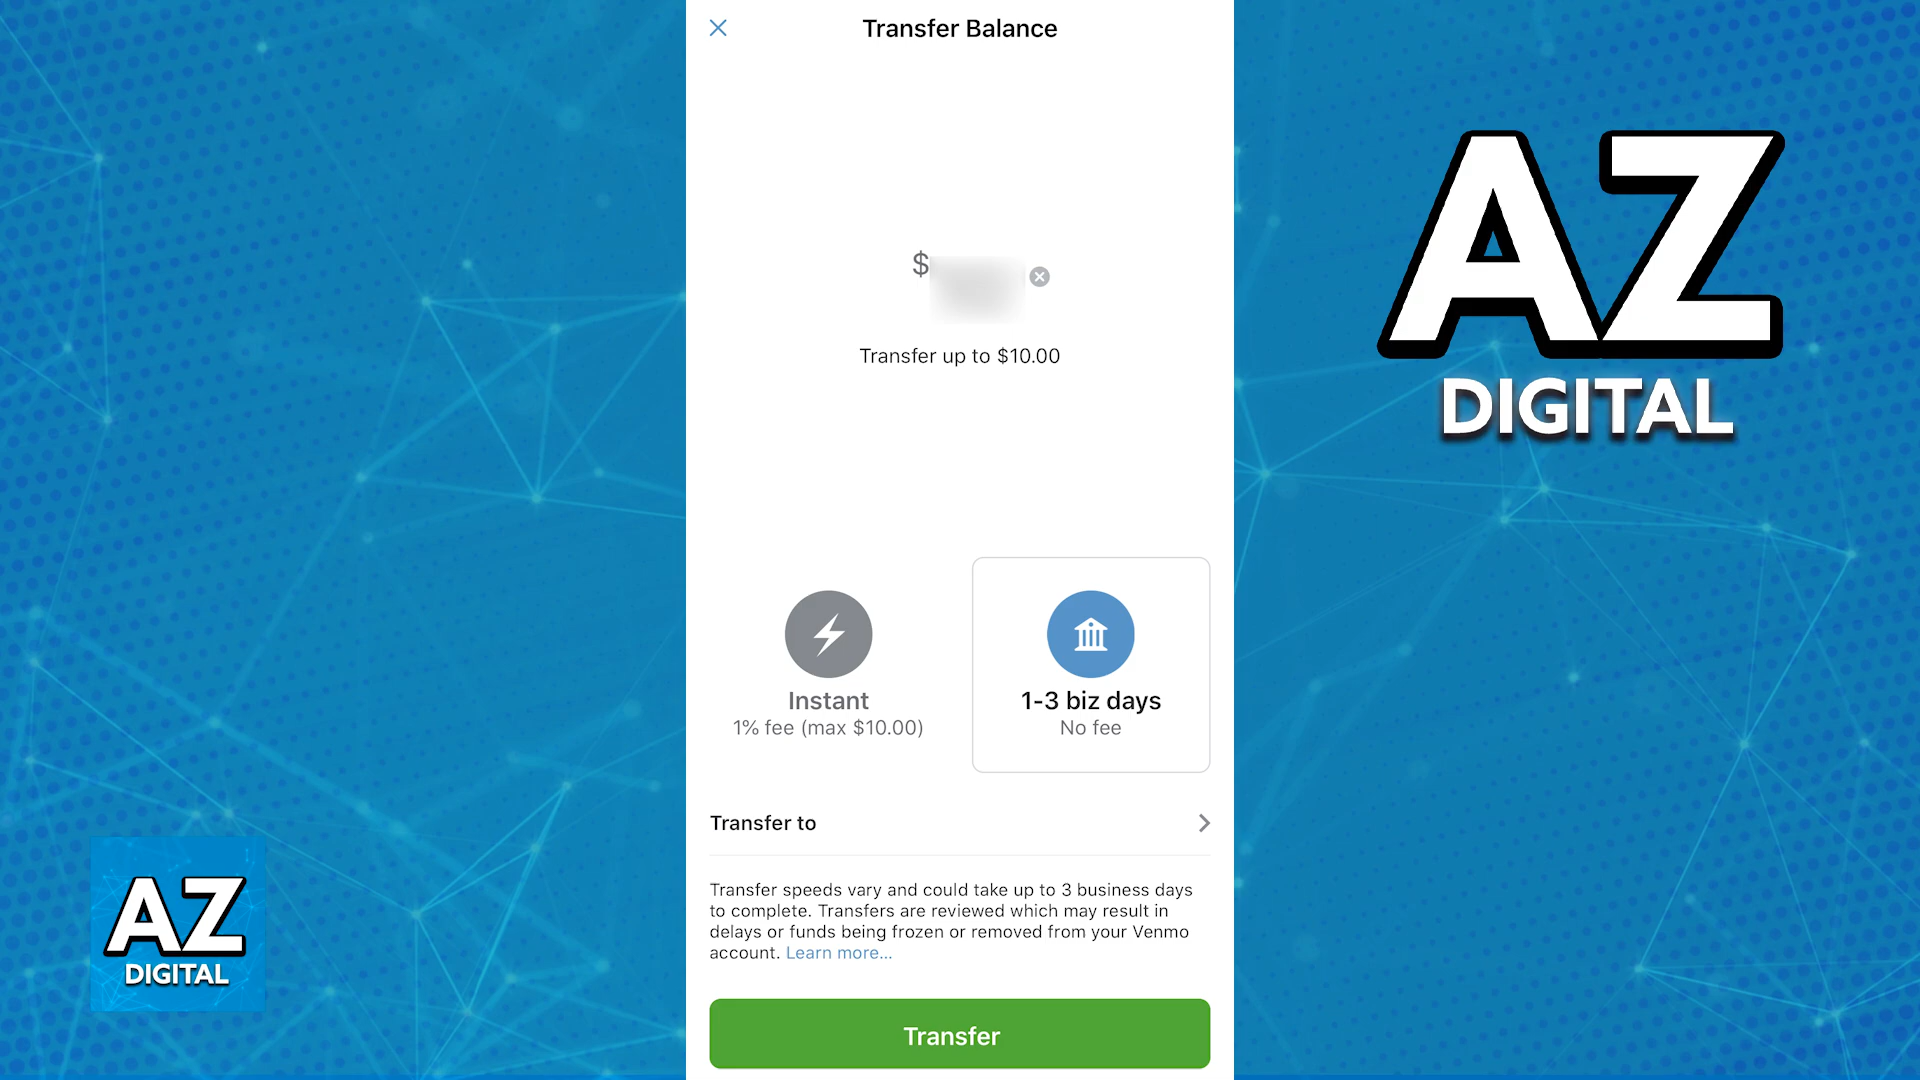 Transfer Balance
$
Transfer up to $10.00
Instant
1% fee (max $10.00)
1-3 biz days
No fee
Transfer to
Transfer speeds vary and could take up to 3 business days
to complete. Transfers are reviewed which may result in
delays or funds being frozen or removed from your Venmo
account. Learn more...
Transfer
AZ
DIGITAL
AZ
DIGITAL